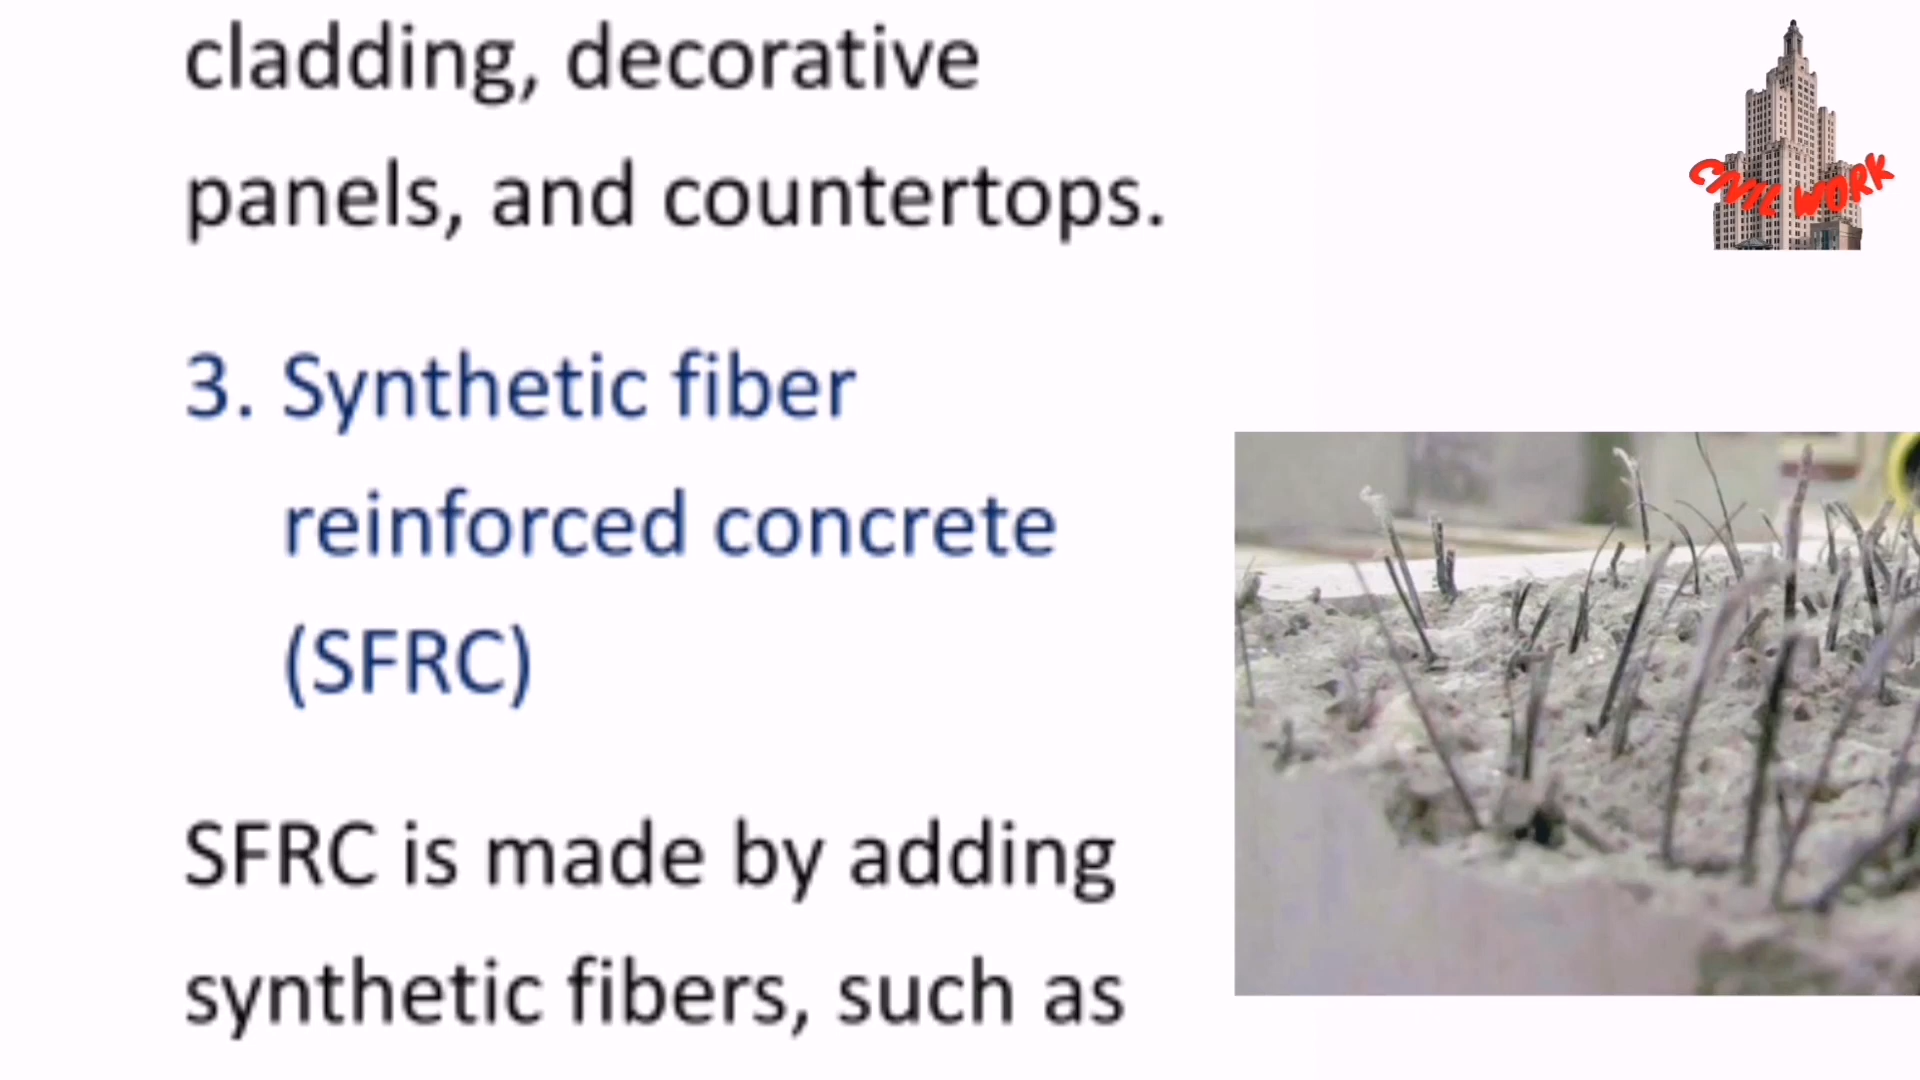 cladding, decorative
panels, and countertops.
CIVIL WORK
3. Synthetic fiber
reinforced concrete
(SFRC)
SFRC is made by adding
synthetic fibers, such as